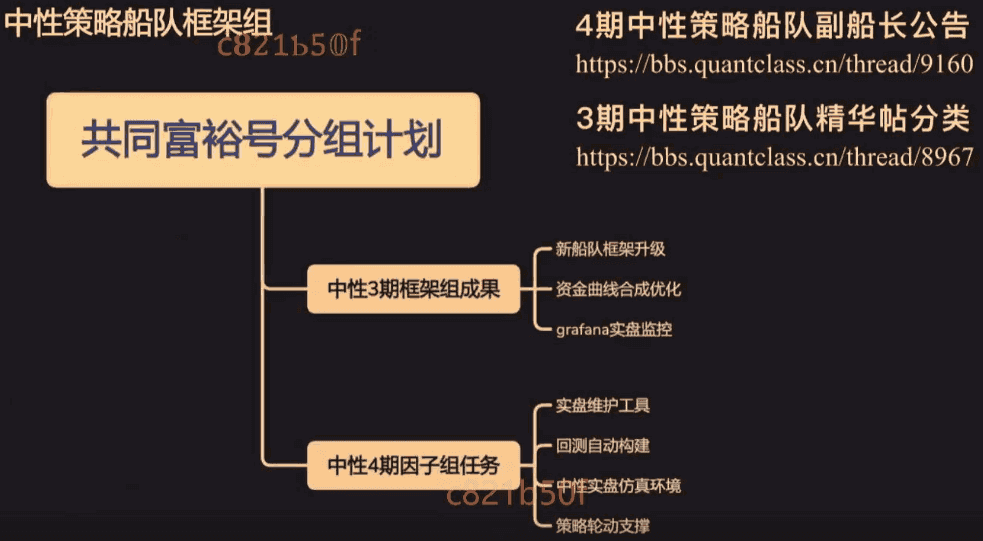 中性策略船队框架组
c821b50f
4期中性策略船队副船长公告
https://bbs.quantclass.cn/thread/9160
3期中性策略船队精华帖分类
https://bbs.quantclass.cn/thread/8967
共同富裕号分组计划
中性3期框架组成果
新船队框架升级
资金曲线合成优化
grafana实盘监控
中性4期因子组任务
实盘维护工具
回测自动构建
中性实盘仿真环境
策略轮动支撑
c821b50f